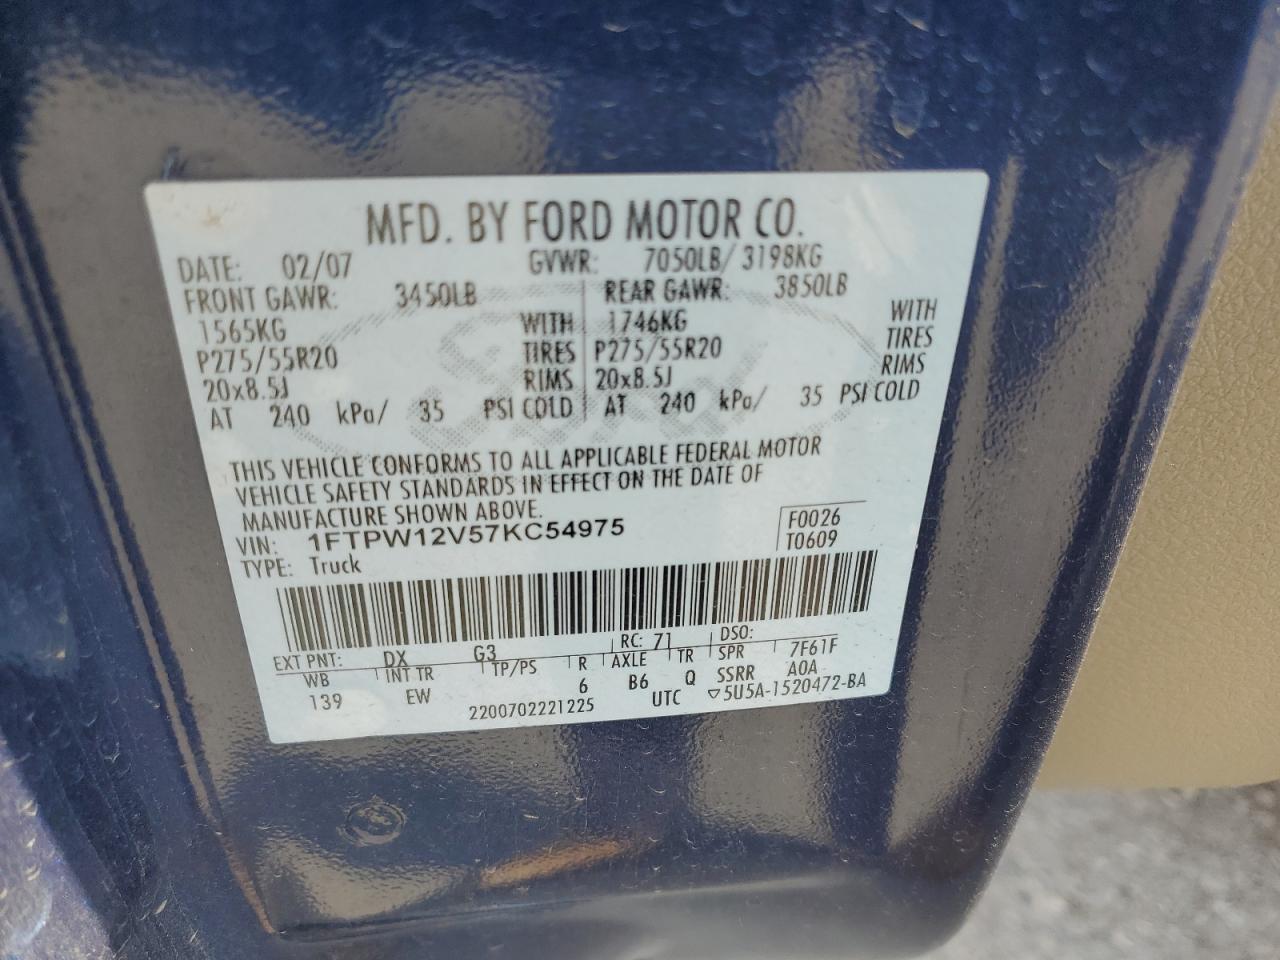 MFD. BY FORD MOTOR CO.
DATE: 02/07 GVWR: 7050LB/ 3198KG
FRONT GAWR: 3450LB REAR GAWR: 3850LB
1565KG WITH 1746KG WITH
P275/55R20 TIRES P275/55R20 TIRES
20x8.5J RIMS 20x8.5J RIMS
AT 240 kPa/ 35 PSI COLD AT 240 kPa/ 35 PSI COLD
THIS VEHICLE CONFORMS TO ALL APPLICABLE FEDERAL MOTOR
VEHICLE SAFETY STANDARDS IN EFFECT ON THE DATE OF
MANUFACTURE SHOWN ABOVE.
VIN: 1FTPW12V57KC54975 F0026
TYPE: Truck T0609
EXT PNT: DX G3 RC: 71 DSO:
WB INT TR TP/PS R AXLE TR SPR 7F61F
139 EW 6 B6 Q SSRR A0A
2200702221225 UTC ▽5U5A-1520472-BA
Ford